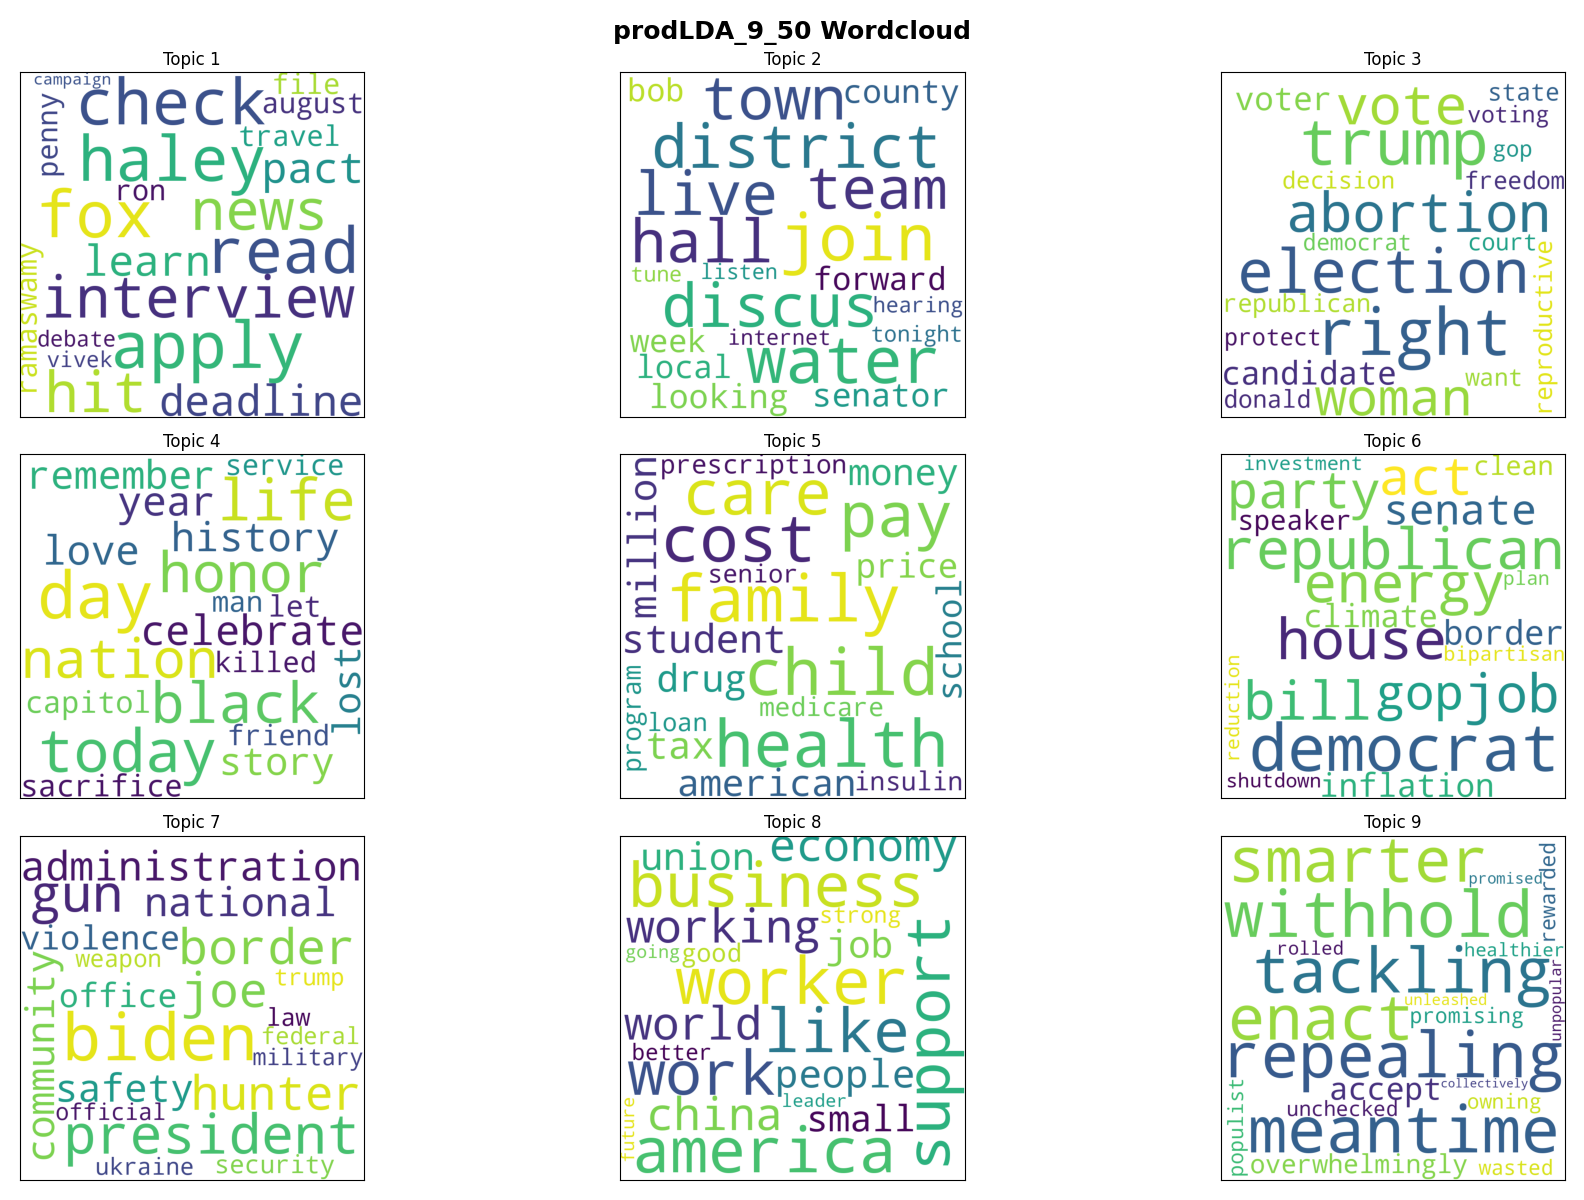 prodLDA_9_50 Wordcloud
Topic 1
campaign
check
file
august
penny
travel
haley
pact
ron
fox
news
read
learn
ramaswamy
interview
debate
vivek
apply
hit
deadline
Topic 2
bob
town
county
district
live
team
hall
join
tune
listen
forward
discus
hearing
week
internet
tonight
local
water
looking
senator
Topic 3
voter
vote
state
voting
trump
gop
decision
freedom
abortion
democrat
court
election
reproductive
republican
protect
right
candidate
want
donald
woman
Topic 4
remember
service
year
life
love
history
day
honor
man
let
celebrate
nation
killed
lost
capitol
black
today
friend
story
sacrifice
Topic 5
million
prescription
money
care
pay
cost
senior
price
family
school
student
drug
child
medicare
program
loan
tax
health
american
insulin
Topic 6
investment
party
act
clean
speaker
senate
republican
energy
plan
climate
house
border
bipartisan
reduction
bill
gop
job
democrat
shutdown
inflation
Topic 7
administration
gun
national
violence
border
weapon
trump
community
office
joe
law
biden
federal
military
safety
hunter
official
president
ukraine
security
Topic 8
union
economy
business
working
strong
going
good
job
worker
support
world
like
better
work
people
leader
china
small
future
america
Topic 9
smarter
promised
rewarded
withhold
rolled
healthier
tackling
unpopular
unleashed
enact
promising
repealing
collectively
accept
owning
unchecked
populist
meantime
overwhelmingly
wasted